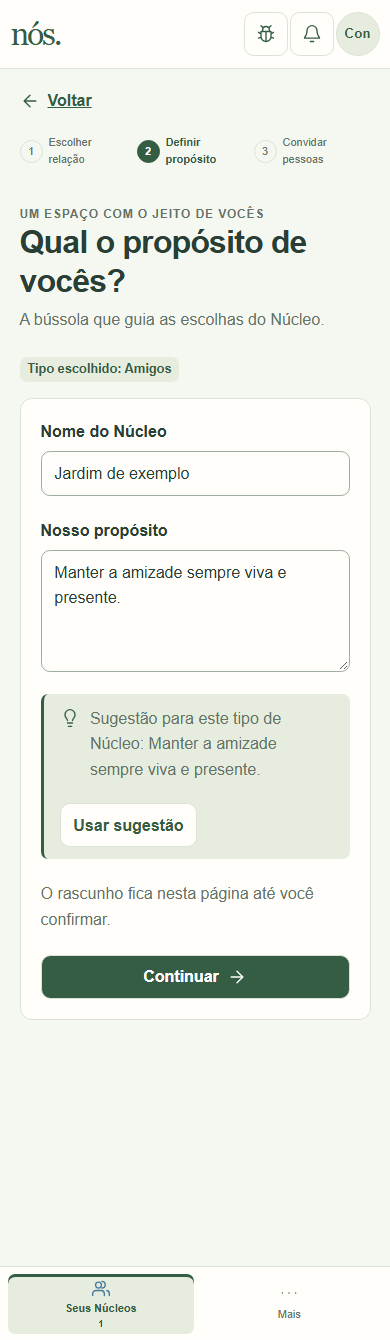 nós.
Con
Voltar
1
Escolher
relação
2
Definir
propósito
3
Convidar
pessoas
UM ESPAÇO COM O JEITO DE VOCÊS
Qual o propósito de
vocês?
A bússola que guia as escolhas do Núcleo.
Tipo escolhido: Amigos
Nome do Núcleo
Jardim de exemplo
Nosso propósito
Manter a amizade sempre viva e
presente.
Sugestão para este tipo de
Núcleo: Manter a amizade
sempre viva e presente.
Usar sugestão
O rascunho fica nesta página até você
confirmar.
Continuar
Seus Núcleos
1
...
Mais